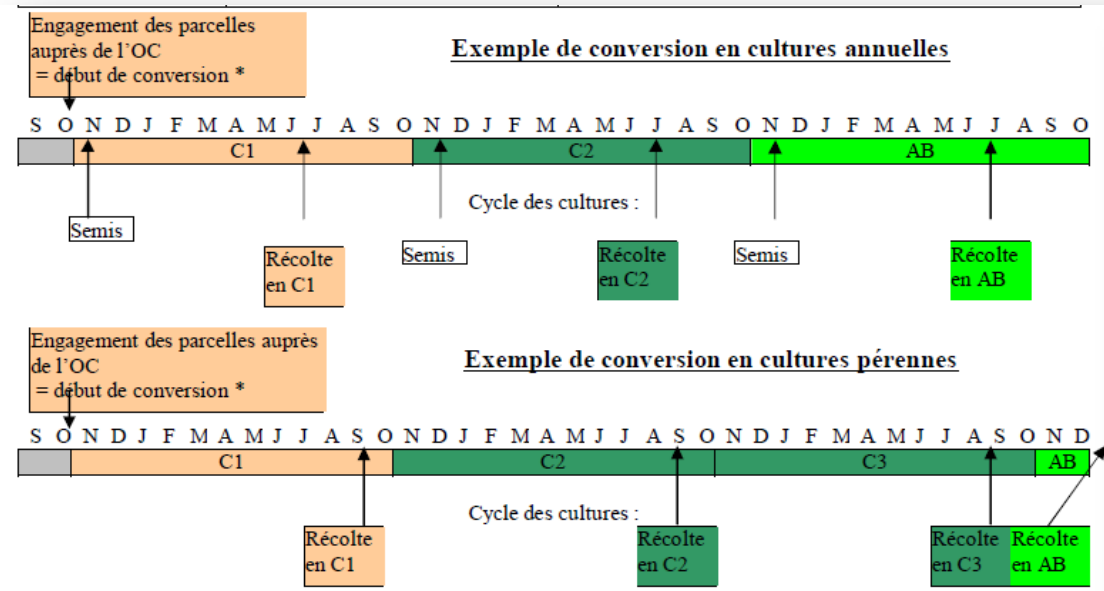 Engagement des parcelles
auprès de l'OC
= début de conversion *
Exemple de conversion en cultures annuelles
S O N D J F M A M J J A S O N D J F M A M J J A S O N D J F M A M J J A S O
C1 C2 AB
Cycle des cultures :
Semis
Semis
Semis
Récolte
en C1
Récolte
en C2
Récolte
en AB
Engagement des parcelles auprès
de l'OC
= début de conversion *
Exemple de conversion en cultures pérennes
S O N D J F M A M J J A S O N D J F M A M J J A S O N D J F M A M J J A S O N D
C1 C2 C3 AB
Cycle des cultures :
Récolte
en C1
Récolte
en C2
Récolte
en C3
Récolte
en AB